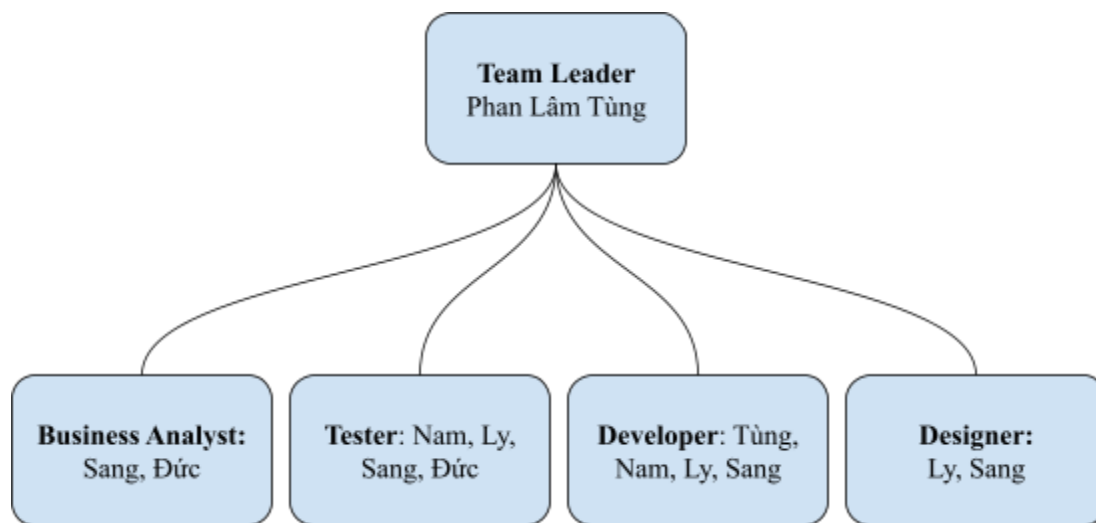 Team Leader
Phan Lâm Tùng
Business Analyst:
Sang, Đức
Tester: Nam, Ly,
Sang, Đức
Developer: Tùng,
Nam, Ly, Sang
Designer:
Ly, Sang